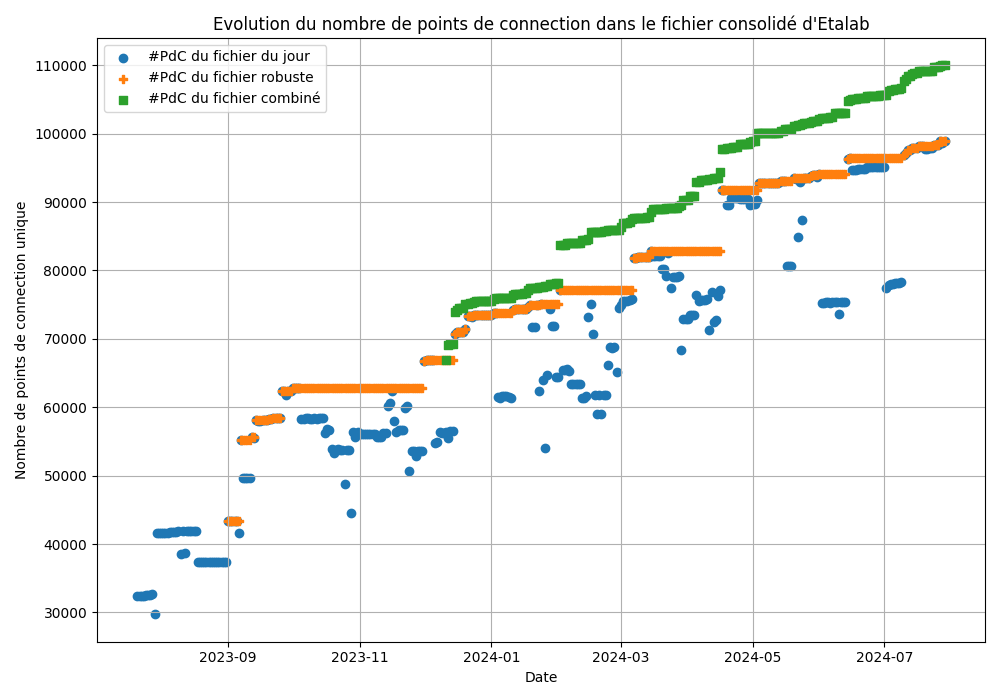 Evolution du nombre de points de connection dans le fichier consolidé d'Etalab
#PdC du fichier du jour
#PdC du fichier robuste
#PdC du fichier combiné
Nombre de points de connection unique
110000
100000
90000
80000
70000
60000
50000
40000
30000
2023-09
2023-11
2024-01
2024-03
2024-05
2024-07
Date